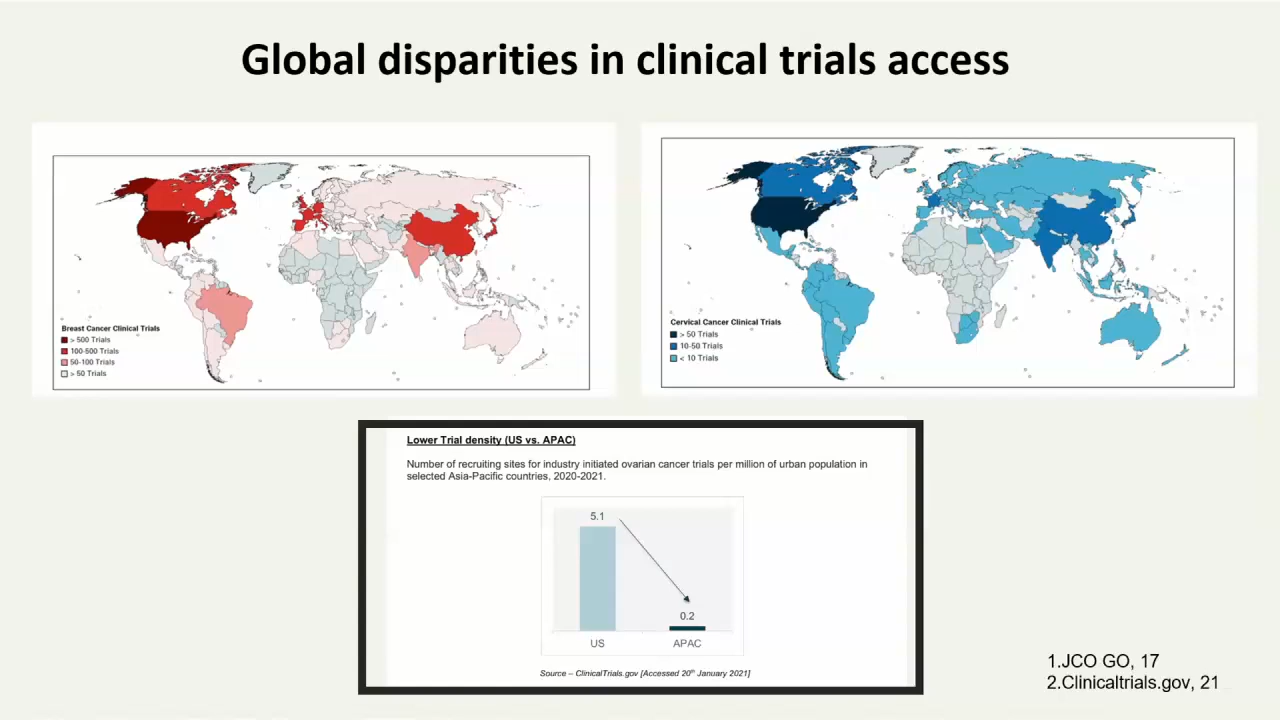 Global disparities in clinical trials access
Breast Cancer Clinical Trials
> 500 Trials
100-500 Trials
50-100 Trials
> 50 Trials
Cervical Cancer Clinical Trials
> 50 Trials
10-50 Trials
< 10 Trials
Lower Trial density (US vs. APAC)
Number of recruiting sites for industry initiated ovarian cancer trials per million of urban population in
selected Asia-Pacific countries, 2020-2021.
5.1
0.2
US
APAC
Source – ClinicalTrials.gov [Accessed 20th January 2021]
1.JCO GO, 17
2.Clinicaltrials.gov, 21